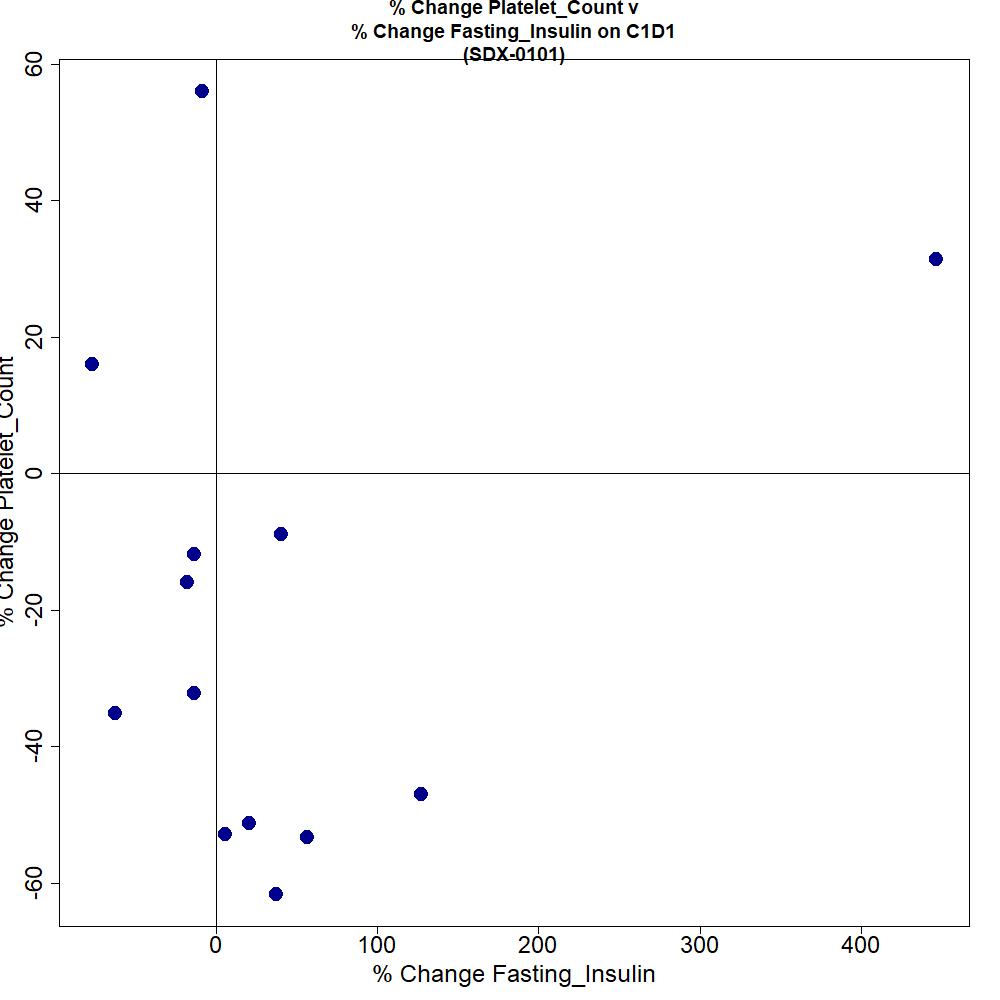 % Change Platelet_Count v
% Change Fasting_Insulin on C1D1
(SDX-0101)
% Change Platelet_Count
60
40
20
0
-20
-40
-60
0 100 200 300 400
% Change Fasting_Insulin